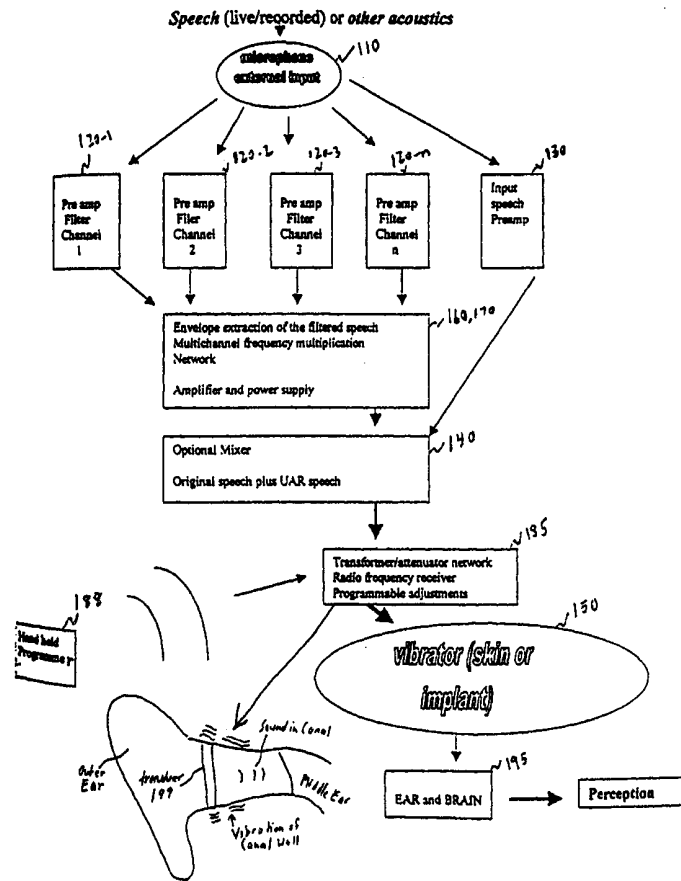 Speech (live/recorded) or other acoustics
110
microphone
external input
120-1
120-2
120-3
120-n
130
Pre amp
Filter
Channel
1
Pre amp
Filer
Channel
2
Pre amp
Filter
Channel
3
Pre amp
Filter
Channel
n
Input
speech
Preamp
160,170
Envelope extraction of the filtered speech
Multichannel frequency multiplication
Network
Amplifier and power supply
140
Optional Mixer
Original speech plus UAR speech
185
Transformer/attenuator network
Radio frequency receiver
Programmable adjustments
188
Hand held
Programmer
150
vibrator (skin or
implant)
Sound in Canal
Outer
Ear
199
Middle Ear
Vibration of
Canal Wall
195
EAR and BRAIN
Perception